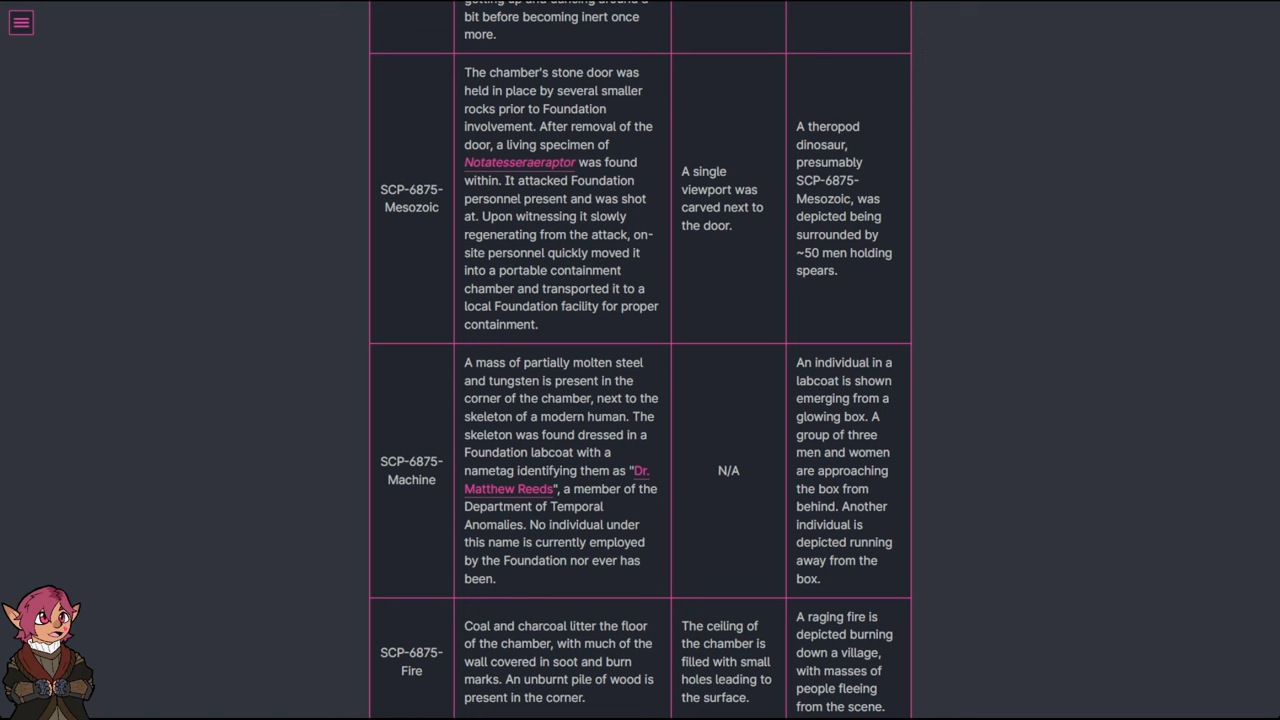 getting up and dancing around a
bit before becoming inert once
more.
SCP-6875-
Mesozoic
The chamber's stone door was
held in place by several smaller
rocks prior to Foundation
involvement. After removal of the
door, a living specimen of
Notatesseraeraptor was found
within. It attacked Foundation
personnel present and was shot
at. Upon witnessing it slowly
regenerating from the attack, on-
site personnel quickly moved it
into a portable containment
chamber and transported it to a
local Foundation facility for proper
containment.
A single
viewport was
carved next to
the door.
A theropod
dinosaur,
presumably
SCP-6875-
Mesozoic, was
depicted being
surrounded by
~50 men holding
spears.
SCP-6875-
Machine
A mass of partially molten steel
and tungsten is present in the
corner of the chamber, next to the
skeleton of a modern human. The
skeleton was found dressed in a
Foundation labcoat with a
nametag identifying them as "Dr.
Matthew Reeds", a member of the
Department of Temporal
Anomalies. No individual under
this name is currently employed
by the Foundation nor ever has
been.
N/A
An individual in a
labcoat is shown
emerging from a
glowing box. A
group of three
men and women
are approaching
the box from
behind. Another
individual is
depicted running
away from the
box.
SCP-6875-
Fire
Coal and charcoal litter the floor
of the chamber, with much of the
wall covered in soot and burn
marks. An unburnt pile of wood is
present in the corner.
The ceiling of
the chamber is
filled with small
holes leading to
the surface.
A raging fire is
depicted burning
down a village,
with masses of
people fleeing
from the scene.